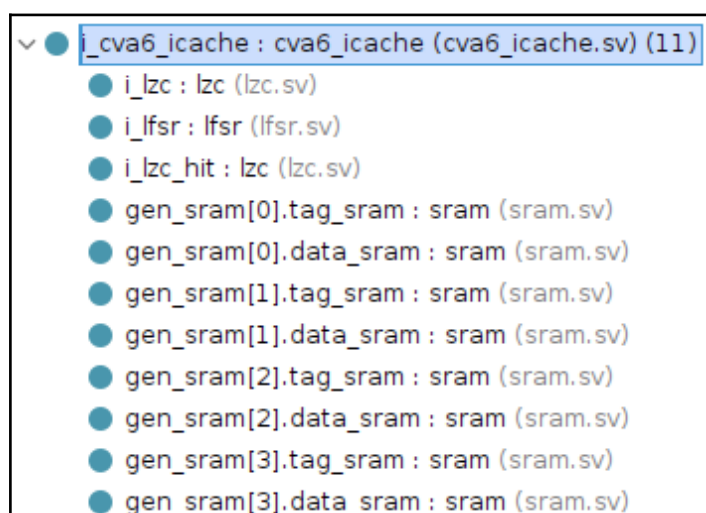 i_cva6_icache : cva6_icache (cva6_icache.sv) (11)
i_lzc : lzc (lzc.sv)
i_lfsr : lfsr (lfsr.sv)
i_lzc_hit : lzc (lzc.sv)
gen_sram[0].tag_sram : sram (sram.sv)
gen_sram[0].data_sram : sram (sram.sv)
gen_sram[1].tag_sram : sram (sram.sv)
gen_sram[1].data_sram : sram (sram.sv)
gen_sram[2].tag_sram : sram (sram.sv)
gen_sram[2].data_sram : sram (sram.sv)
gen_sram[3].tag_sram : sram (sram.sv)
gen_sram[3].data_sram : sram (sram.sv)